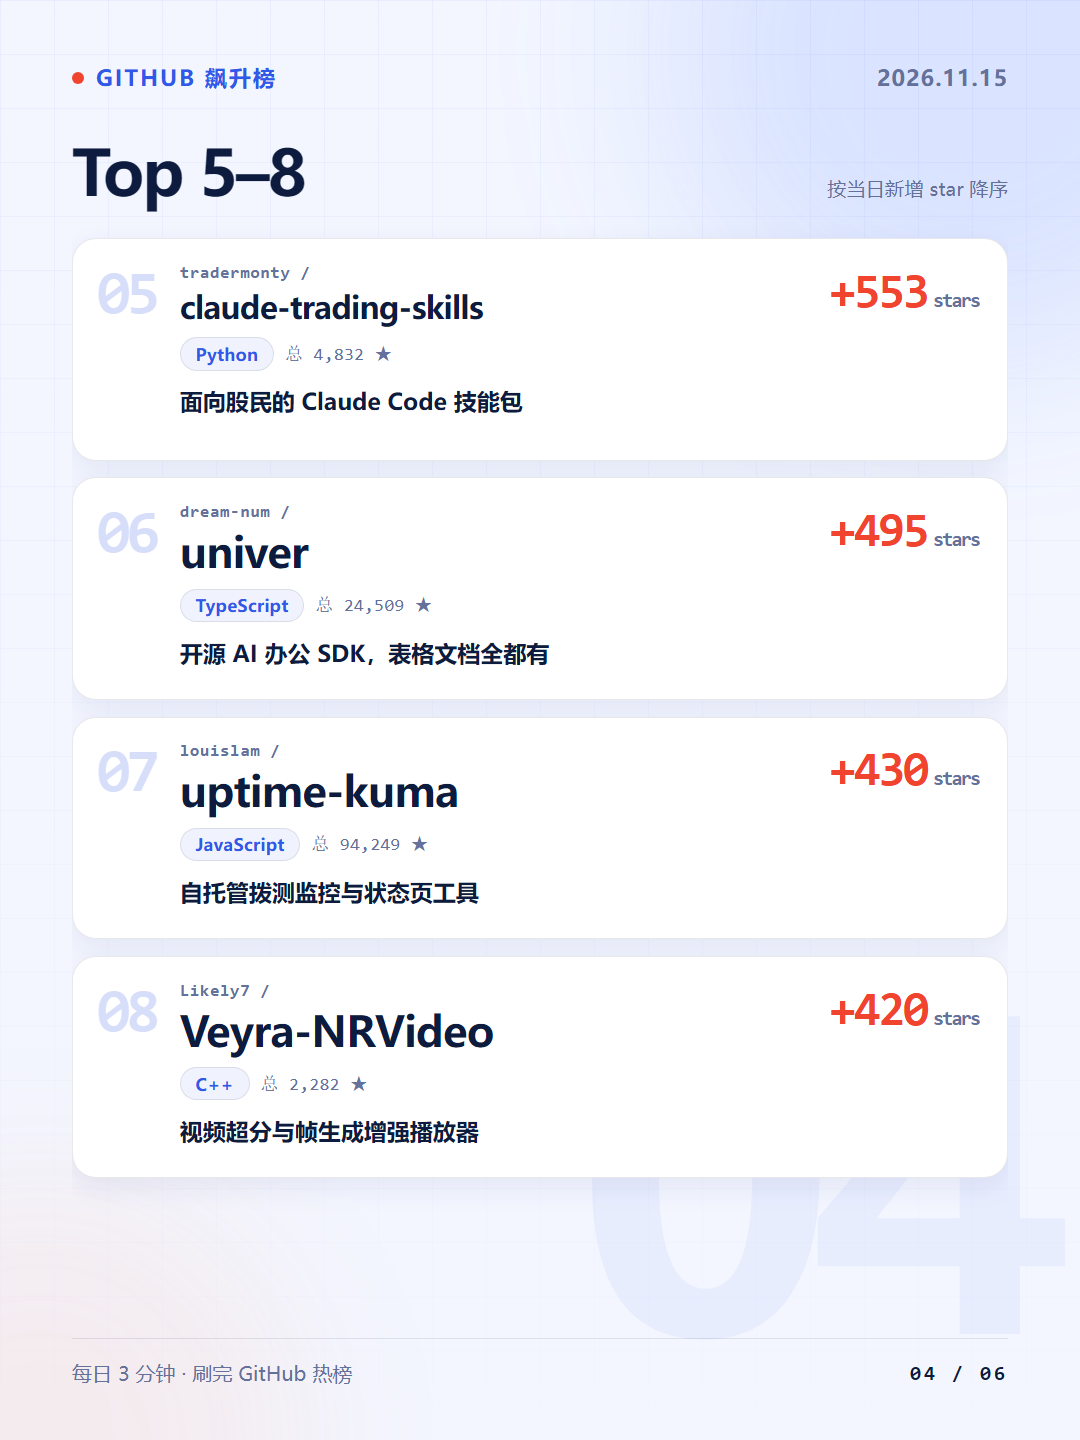 GITHUB 飙升榜
2026.11.15
Top 5–8
按当日新增 star 降序
05
tradermonty /
claude-trading-skills
+553 stars
Python 总 4,832 ★
面向股民的 Claude Code 技能包
06
dream-num /
univer
+495 stars
TypeScript 总 24,509 ★
开源 AI 办公 SDK，表格文档全都有
07
louislam /
uptime-kuma
+430 stars
JavaScript 总 94,249 ★
自托管拨测监控与状态页工具
08
Likely7 /
Veyra-NRVideo
+420 stars
C++ 总 2,282 ★
视频超分与帧生成增强播放器
04
每日 3 分钟 · 刷完 GitHub 热榜
04 / 06